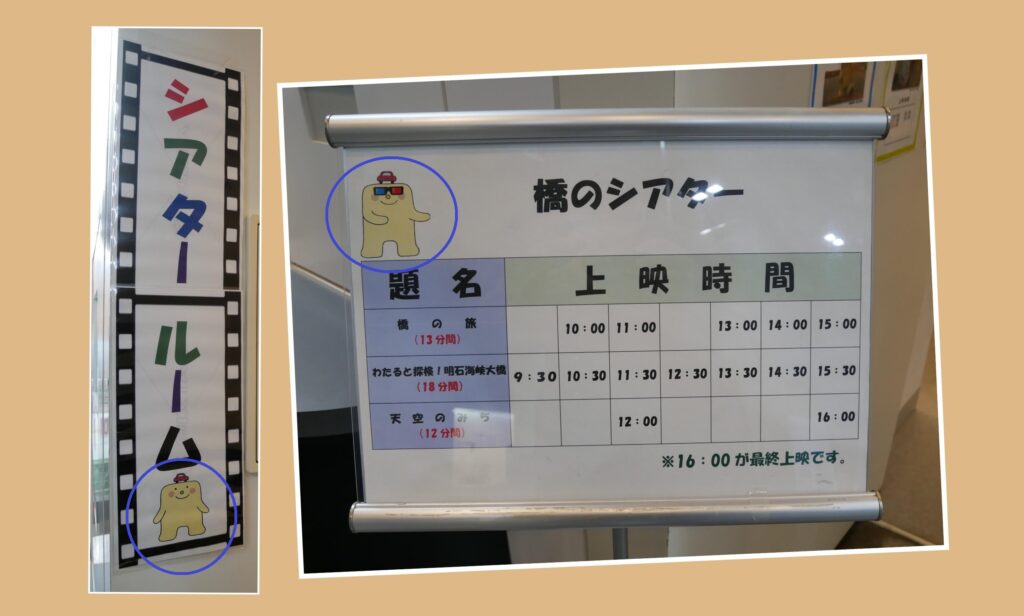 シアタールーム
橋のシアター
題名 上映時間
橋の旅 10:00 11:00 13:00 14:00 15:00
(13分間)
わたると探検!明石海峡大橋 9:30 10:30 11:30 12:30 13:30 14:30 15:30
(18分間)
天空のみち 12:00 16:00
(12分間)
※16:00が最終上映です。